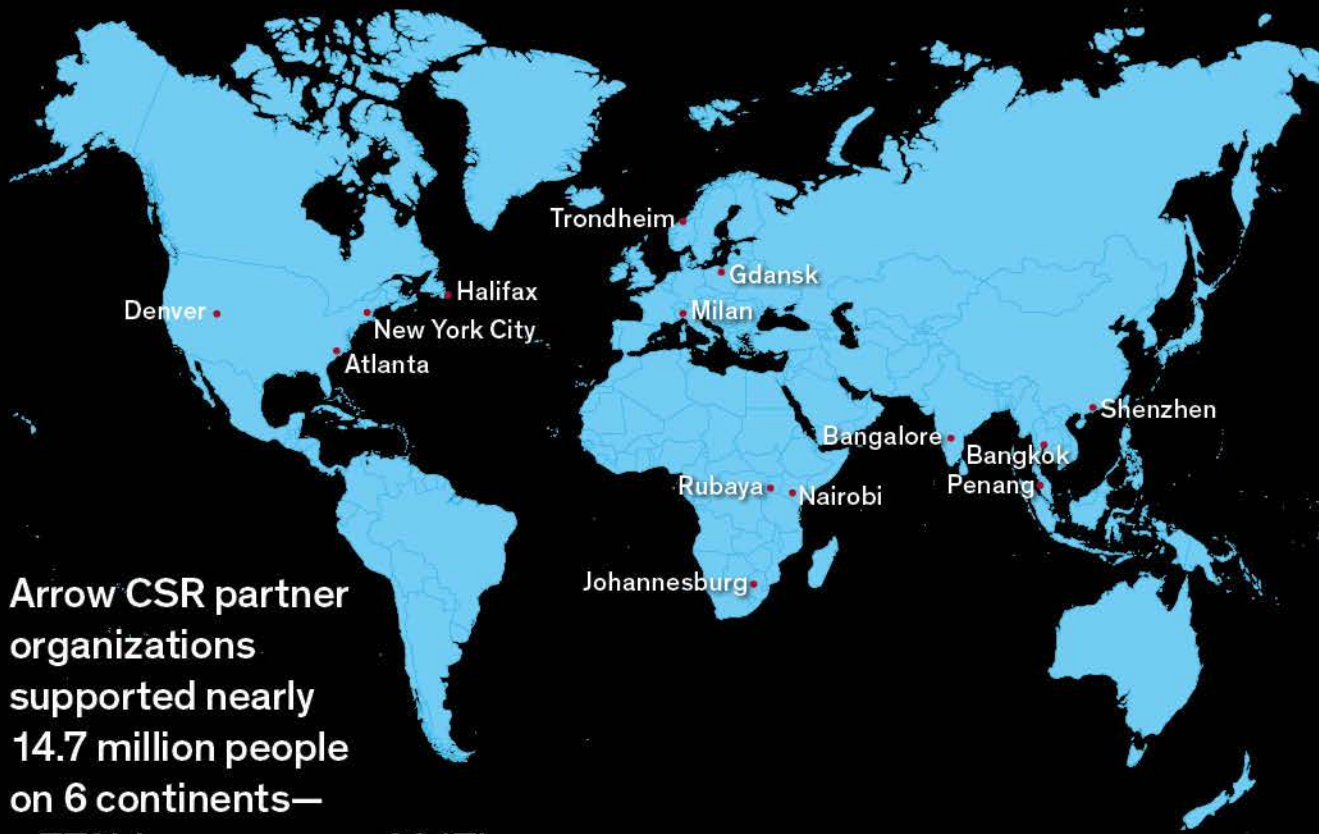 Trondheim
Gdansk
Halifax
Denver
Milan
New York City
Atlanta
Shenzhen
Bangalore
Bangkok
Rubaya
Penang
Nairobi
Johannesburg
Arrow CSR partner
organizations
supported nearly
14.7 million people
on 6 continents—